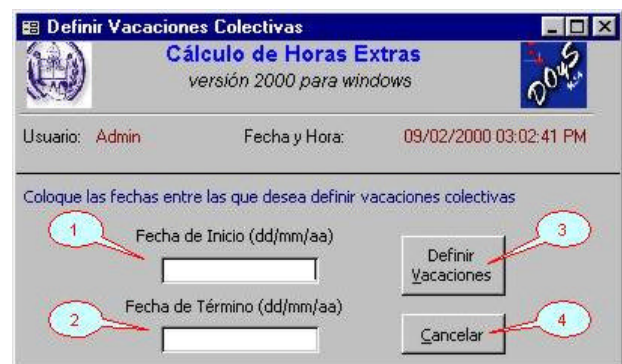 Definir Vacaciones Colectivas
Cálculo de Horas Extras
versión 2000 para windows
DOyS
Usuario: Admin Fecha y Hora: 09/02/2000 03:02:41 PM
Coloque las fechas entre las que desea definir vacaciones colectivas
1
Fecha de Inicio (dd/mm/aa)
3
Definir
Vacaciones
2
Fecha de Término (dd/mm/aa)
4
Cancelar